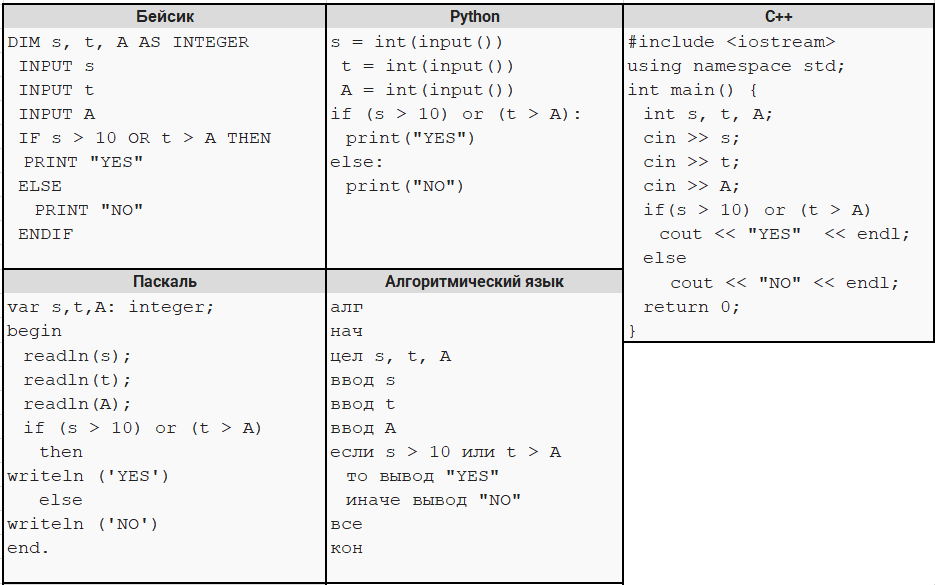 Бейсик
DIM s, t, A AS INTEGER
INPUT s
INPUT t
INPUT A
IF s > 10 OR t > A THEN
PRINT "YES"
ELSE
PRINT "NO"
ENDIF
Python
s = int(input())
t = int(input())
A = int(input())
if (s > 10) or (t > A):
print("YES")
else:
print("NO")
C++
#include <iostream>
using namespace std;
int main() {
int s, t, A;
cin >> s;
cin >> t;
cin >> A;
if(s > 10) or (t > A)
cout << "YES" << endl;
else
cout << "NO" << endl;
return 0;
}
Паскаль
var s,t,A: integer;
begin
readln(s);
readln(t);
readln(A);
if (s > 10) or (t > A)
then
writeln ('YES')
else
writeln ('NO')
end.
Алгоритмический язык
алг
нач
цел s, t, A
ввод s
ввод t
ввод A
если s > 10 или t > A
то вывод "YES"
иначе вывод "NO"
все
кон